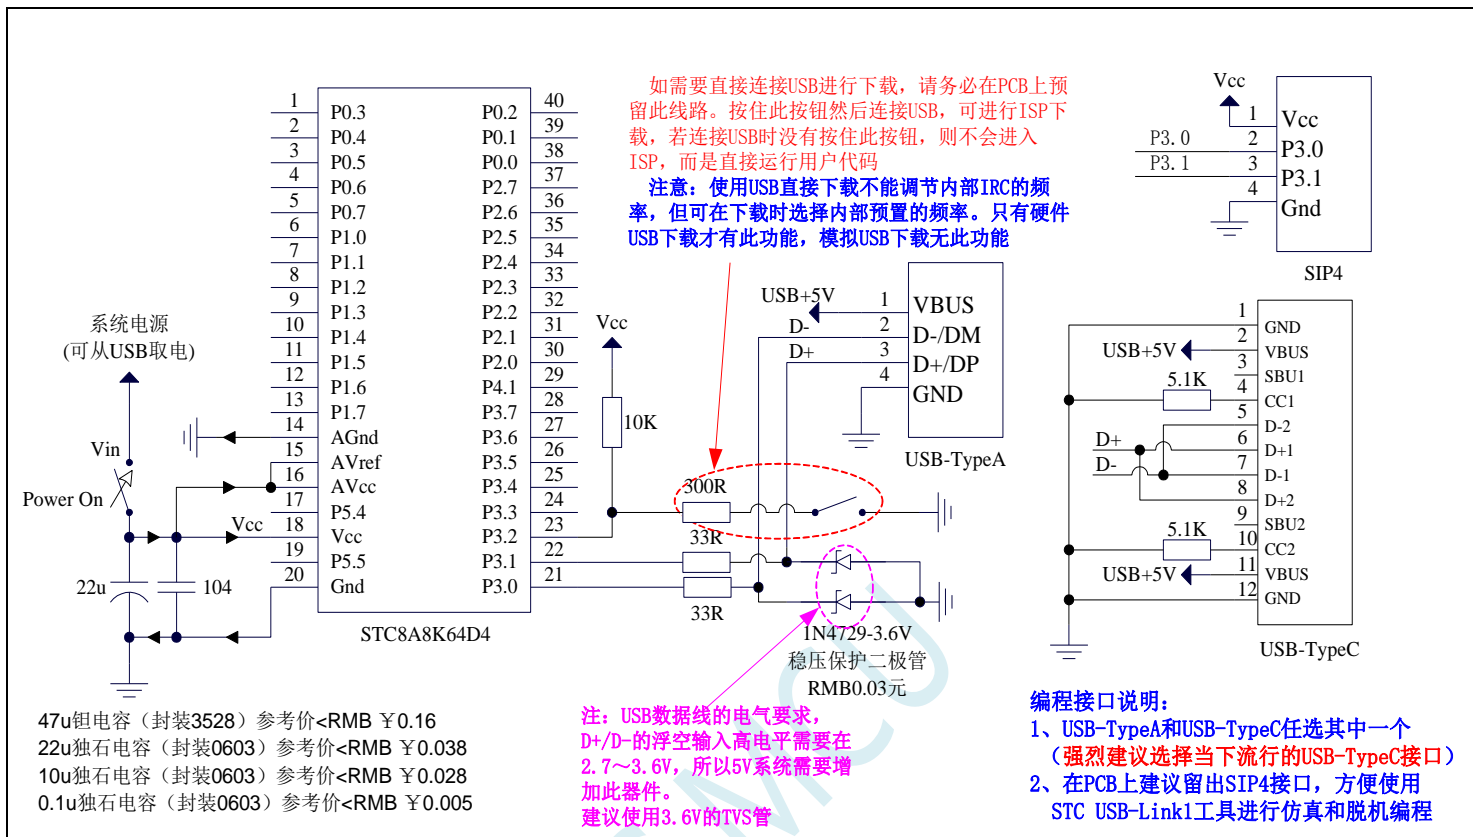 如需要直接连接USB进行下载，请务必在PCB上预
留此线路。按住此按钮然后连接USB，可进行ISP下
载，若连接USB时没有按住此按钮，则不会进入
ISP，而是直接运行用户代码
注意：使用USB直接下载不能调节内部IRC的频
率，但可在下载时选择内部预置的频率。只有硬件
USB下载才有此功能，模拟USB下载无此功能
1 P0.3 P0.2 40
2 P0.4 P0.1 39
3 P0.5 P0.0 38
4 P0.6 P2.7 37
5 P0.7 P2.6 36
6 P1.0 P2.5 35
7 P1.1 P2.4 34
8 P1.2 P2.3 33
9 P1.3 P2.2 32
10 P1.4 P2.1 31
11 P1.5 P2.0 30
12 P1.6 P4.1 29
13 P1.7 P3.7 28
14 AGnd P3.6 27
15 AVref P3.5 26
16 AVcc P3.4 25
17 P5.4 P3.3 24
18 Vcc P3.2 23
19 P5.5 P3.1 22
20 Gnd P3.0 21
STC8A8K64D4
系统电源
(可从USB取电)
Vin
Power On
Vcc
22u
104
Vcc
10K
300R
33R
33R
USB+5V
D-
D+
1 VBUS
2 D-/DM
3 D+/DP
4 GND
USB-TypeA
1N4729-3.6V
稳压保护二极管
RMB0.03元
Vcc
P3.0
P3.1
1 Vcc
2 P3.0
3 P3.1
4 Gnd
SIP4
USB+5V
5.1K
D+
D-
5.1K
USB+5V
1 GND
2 VBUS
3 SBU1
4 CC1
5 D-2
6 D+1
7 D-1
8 D+2
9 SBU2
10 CC2
11 VBUS
12 GND
USB-TypeC
47u钽电容（封装3528）参考价<RMB ￥0.16
22u独石电容（封装0603）参考价<RMB ￥0.038
10u独石电容（封装0603）参考价<RMB ￥0.028
0.1u独石电容（封装0603）参考价<RMB ￥0.005
注：USB数据线的电气要求，
D+/D-的浮空输入高电平需要在
2.7～3.6V，所以5V系统需要增
加此器件。
建议使用3.6V的TVS管
编程接口说明：
1、USB-TypeA和USB-TypeC任选其中一个
（强烈建议选择当下流行的USB-TypeC接口）
2、在PCB上建议留出SIP4接口，方便使用
STC USB-Link1工具进行仿真和脱机编程
MCU